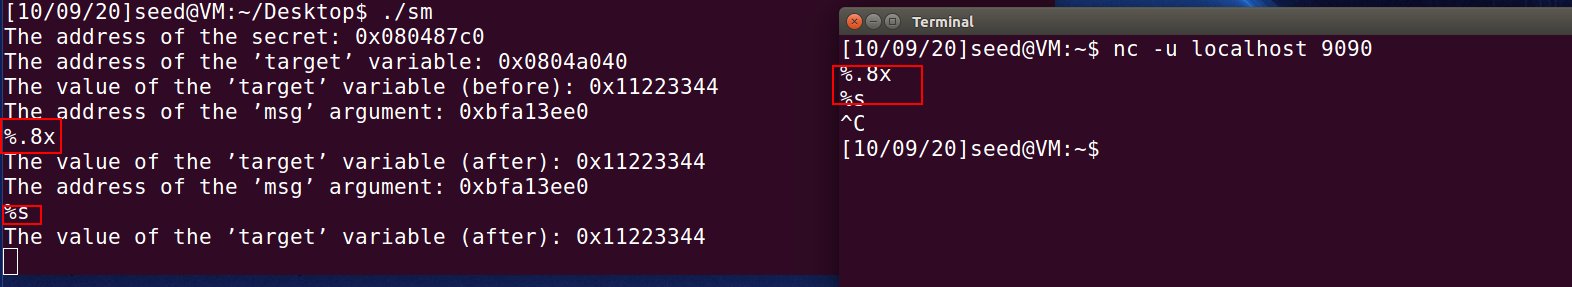 [10/09/20]seed@VM:~/Desktop$ ./sm
The address of the secret: 0x080487c0
The address of the ’target’ variable: 0x0804a040
The value of the ’target’ variable (before): 0x11223344
The address of the ’msg’ argument: 0xbfa13ee0
%.8x
The value of the ’target’ variable (after): 0x11223344
The address of the ’msg’ argument: 0xbfa13ee0
%s
The value of the ’target’ variable (after): 0x11223344
Terminal
[10/09/20]seed@VM:~$ nc -u localhost 9090
%.8x
%s
^C
[10/09/20]seed@VM:~$